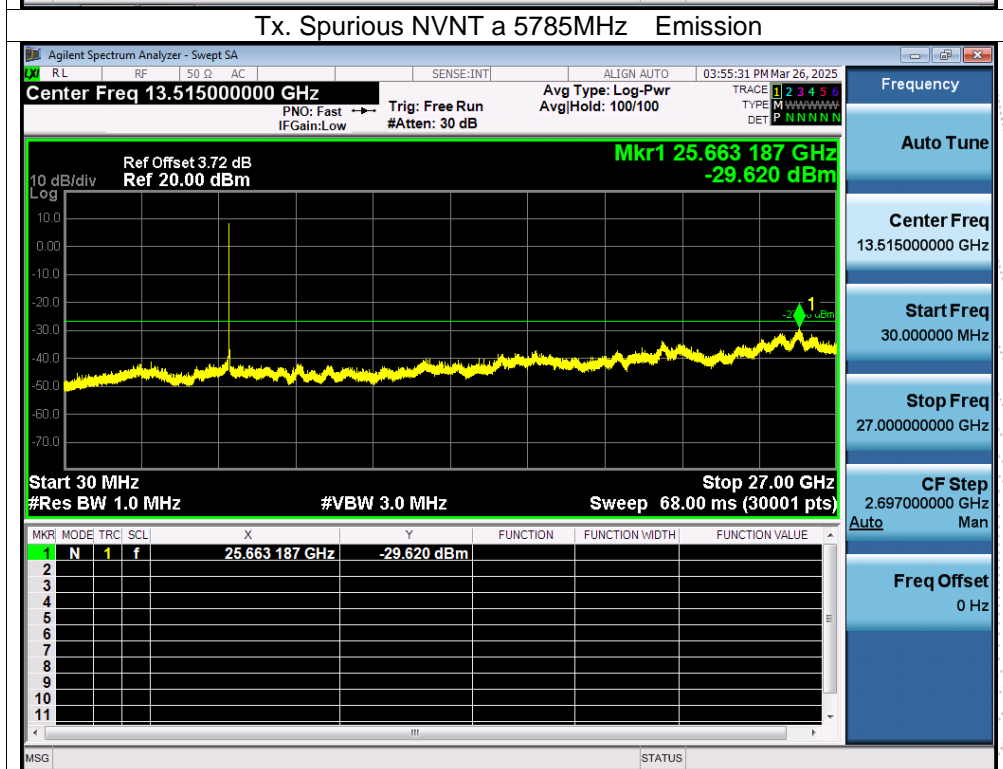 Tx. Spurious NVNT a 5785MHz Emission
Agilent Spectrum Analyzer - Swept SA
LXI RL RF 50 Ω AC SENSE:INT ALIGN AUTO 03:55:31 PM Mar 26, 2025
Center Freq 13.515000000 GHz
PNO: Fast
IFGain:Low
Trig: Free Run
#Atten: 30 dB
Avg Type: Log-Pwr
Avg|Hold: 100/100
TRACE 1 2 3 4 5 6
TYPE M WWWWW
DET P N N N N N
Mkr1 25.663 187 GHz
-29.620 dBm
Ref Offset 3.72 dB
Ref 20.00 dBm
10 dB/div
Log
10.0
0.00
-10.0
-20.0
-30.0
-40.0
-50.0
-60.0
-70.0
1
Start 30 MHz
Stop 27.00 GHz
#Res BW 1.0 MHz
#VBW 3.0 MHz
Sweep 68.00 ms (30001 pts)
MKR MODE TRC SCL X Y FUNCTION FUNCTION WIDTH FUNCTION VALUE
1 N 1 f 25.663 187 GHz -29.620 dBm
2
3
4
5
6
7
8
9
10
11
MSG STATUS
Frequency
Auto Tune
Center Freq
13.515000000 GHz
Start Freq
30.000000 MHz
Stop Freq
27.000000000 GHz
CF Step
2.697000000 GHz
Auto Man
Freq Offset
0 Hz